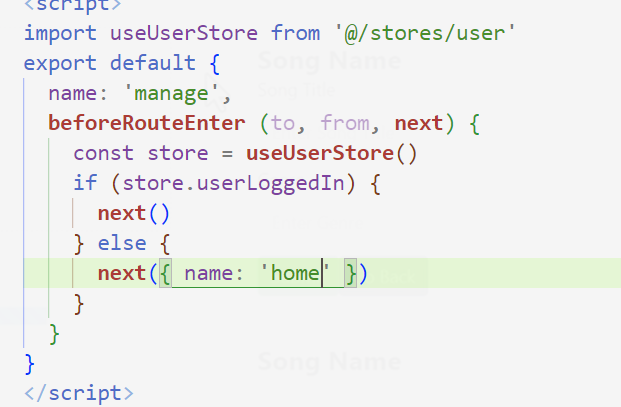 <script>
import useUserStore from '@/stores/user'
export default {
  name: 'manage',
  beforeRouteEnter (to, from, next) {
    const store = useUserStore()
    if (store.userLoggedIn) {
      next()
    } else {
      next({ name: 'home' })
    }
  }
}
</script>
Song Name
Song Title
Song Name